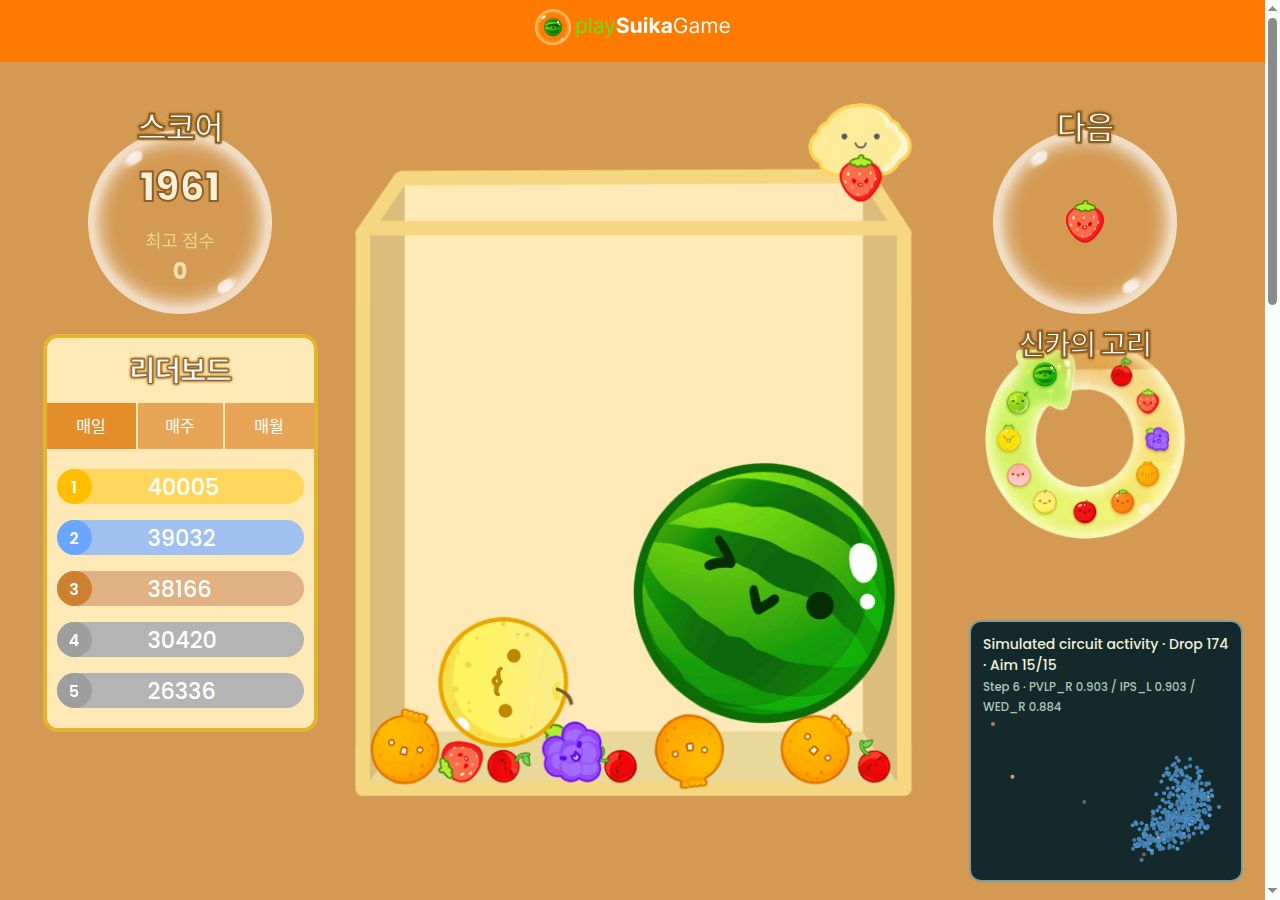 playSuikaGame
스코어
1961
최고 점수
0
리더보드
매일 매주 매월
1 40005
2 39032
3 38166
4 30420
5 26336
다음
신카의 고리
Simulated circuit activity · Drop 174
· Aim 15/15
Step 6 · PVLP_R 0.903 / IPS_L 0.903 /
WED_R 0.884